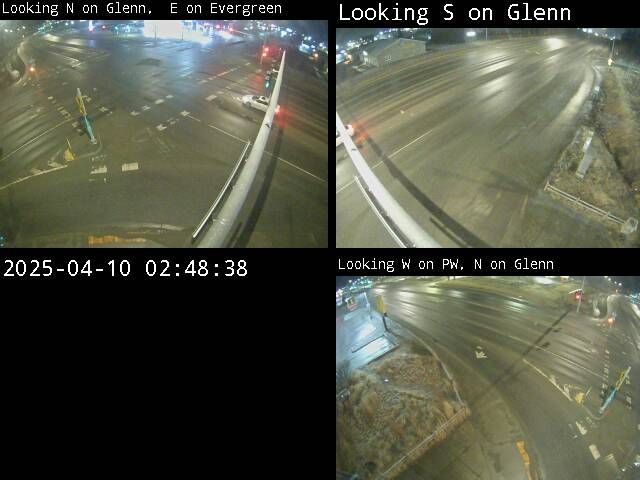 Looking N on Glenn,  E on Evergreen
Looking S on Glenn
2025-04-10 02:48:38
Looking W on PW, N on Glenn